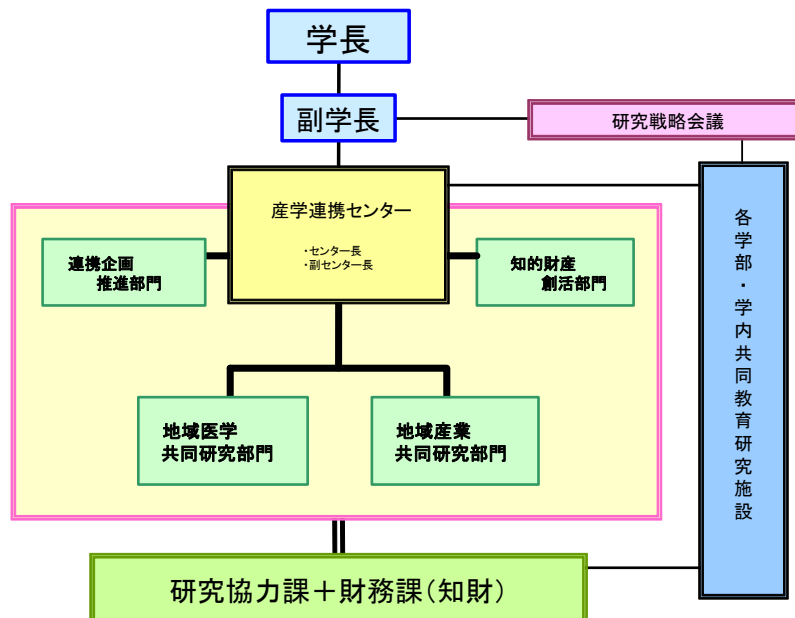 学長
副学長
研究戦略会議
産学連携センター
・センター長
・副センター長
連携企画
推進部門
知的財産
創活部門
各学部・学内共同教育研究施設
地域医学
共同研究部門
地域産業
共同研究部門
研究協力課＋財務課(知財)